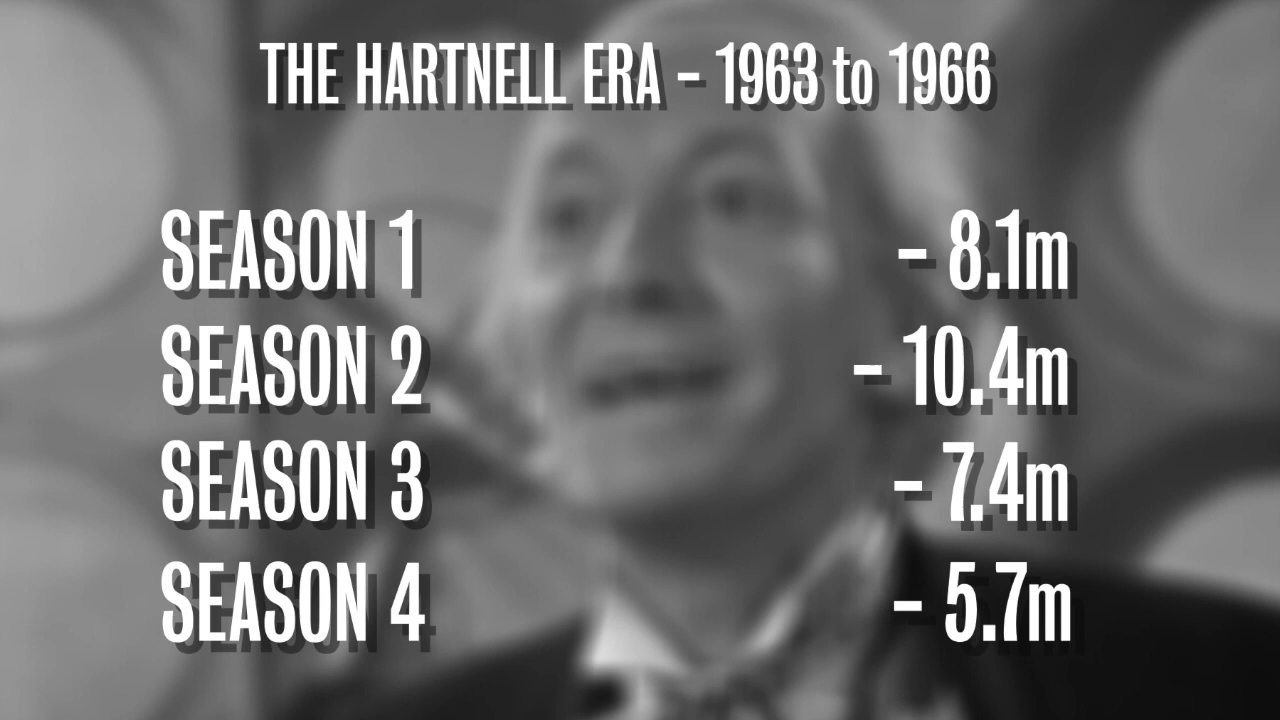 THE HARTNELL ERA – 1963 to 1966
SEASON 1 – 8.1m
SEASON 2 – 10.4m
SEASON 3 – 7.4m
SEASON 4 – 5.7m